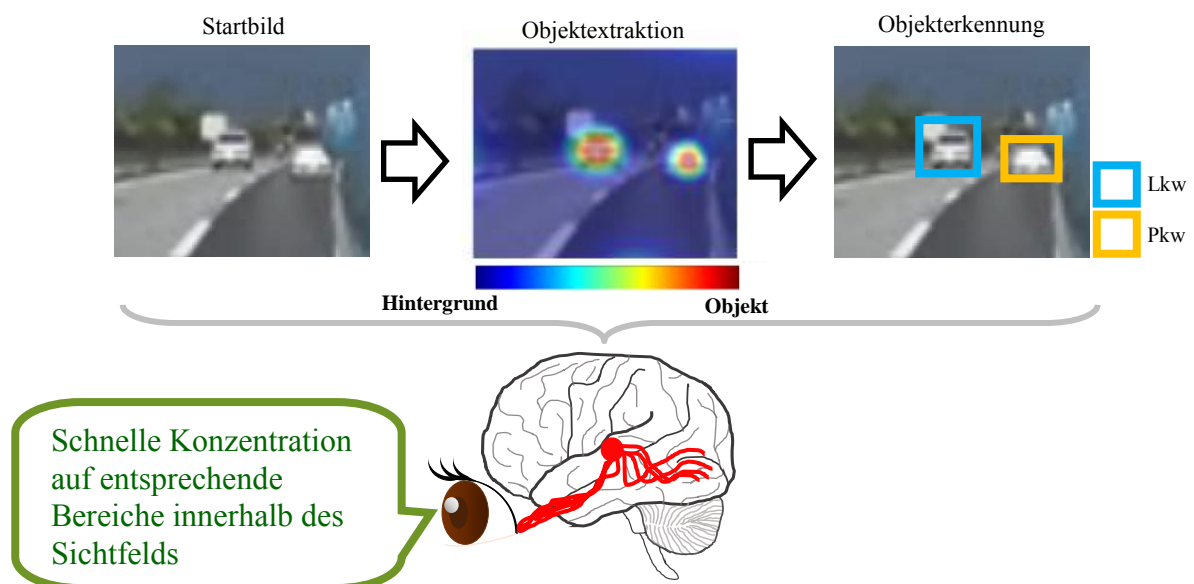 Startbild
Objektextraktion
Objekterkennung
Lkw
Pkw
Hintergrund
Objekt
Schnelle Konzentration
auf entsprechende
Bereiche innerhalb des
Sichtfelds